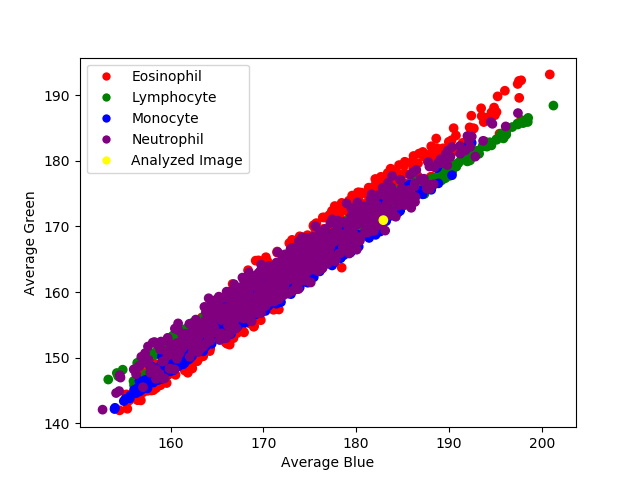 Eosinophil
Lymphocyte
Monocyte
Neutrophil
Analyzed Image
190
180
170
160
150
140
Average Green
160
170
180
190
200
Average Blue